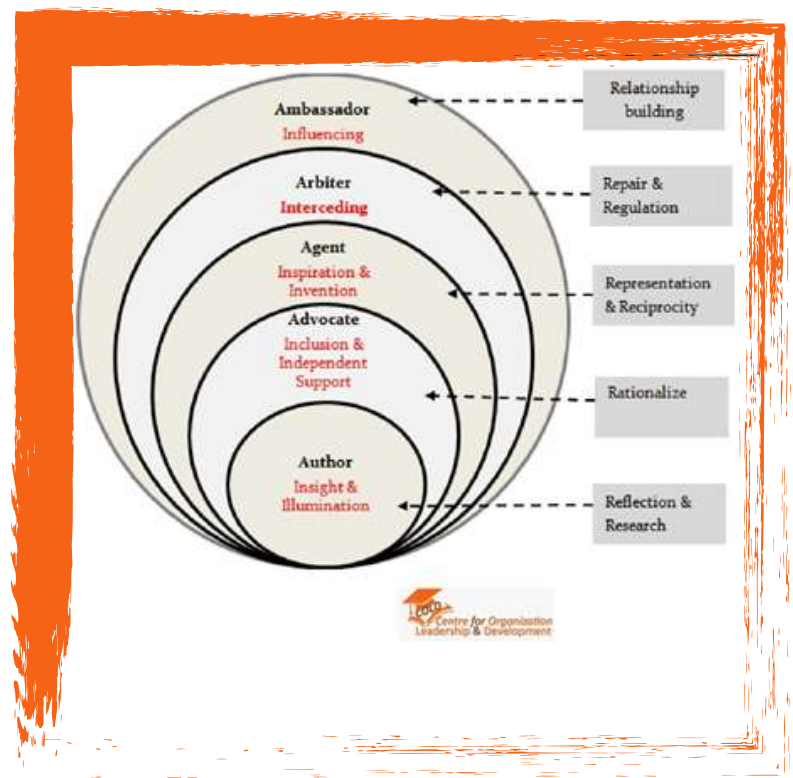 Ambassador
Influencing
Relationship
building
Arbiter
Interceding
Repair &
Regulation
Agent
Inspiration &
Invention
Representation
& Reciprocity
Advocate
Inclusion &
Independent
Support
Rationalize
Author
Insight &
Illumination
Reflection &
Research
COLD
Centre for Organization
Leadership & Development